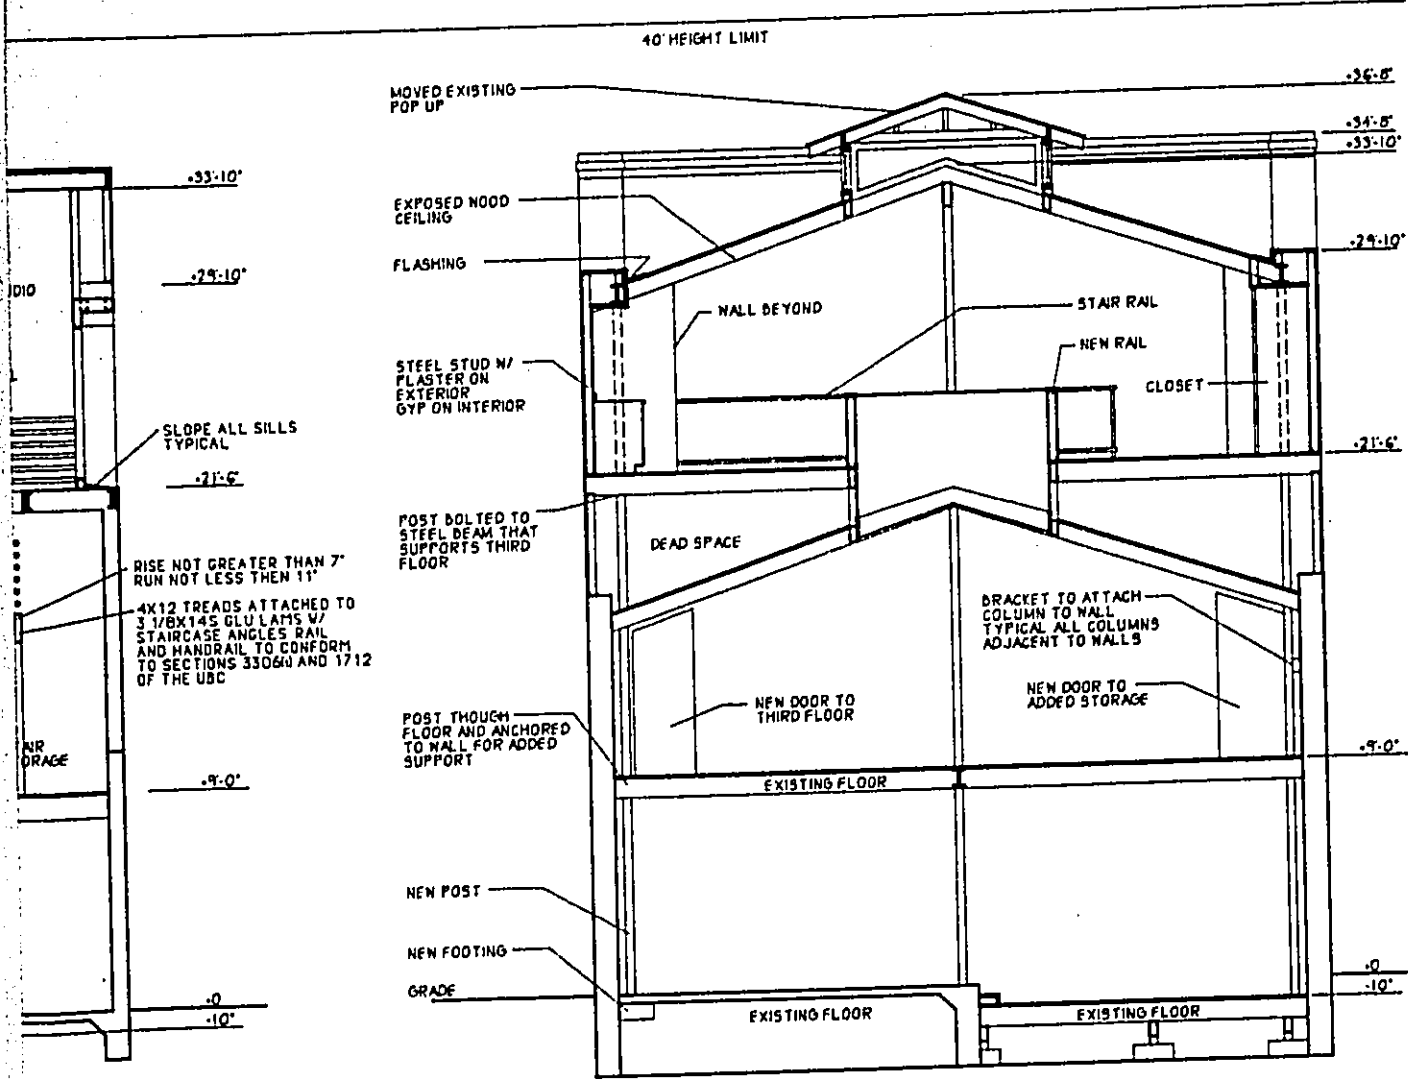 40' HEIGHT LIMIT
MOVED EXISTING
POP UP
EXPOSED WOOD
CEILING
FLASHING
STEEL STUD W/
PLASTER ON
EXTERIOR
GYP ON INTERIOR
POST BOLTED TO
STEEL BEAM THAT
SUPPORTS THIRD
FLOOR
POST THOUGH
FLOOR AND ANCHORED
TO WALL FOR ADDED
SUPPORT
NEW POST
NEW FOOTING
GRADE
+33'-10"
+29'-10"
DIO
SLOPE ALL SILLS
TYPICAL
+21'-6"
RISE NOT GREATER THAN 7"
RUN NOT LESS THEN 11"
4X12 TREADS ATTACHED TO
3 1/8X14S GLU LAMS W/
STAIRCASE ANGLES RAIL
AND HANDRAIL TO CONFORM
TO SECTIONS AND 1712
OF THE UBC
AIR
ORAGE
+9'-0"
+0
-10"
WALL BEYOND
STAIR RAIL
NEW RAIL
CLOSET
DEAD SPACE
BRACKET TO ATTACH
COLUMN TO WALL
TYPICAL ALL COLUMNS
ADJACENT TO WALLS
NEW DOOR TO
THIRD FLOOR
NEW DOOR TO
ADDED STORAGE
EXISTING FLOOR
EXISTING FLOOR
EXISTING FLOOR
+36'-8"
+34'-8"
+33'-10"
+29'-10"
+21'-6"
+9'-0"
+0
-10"